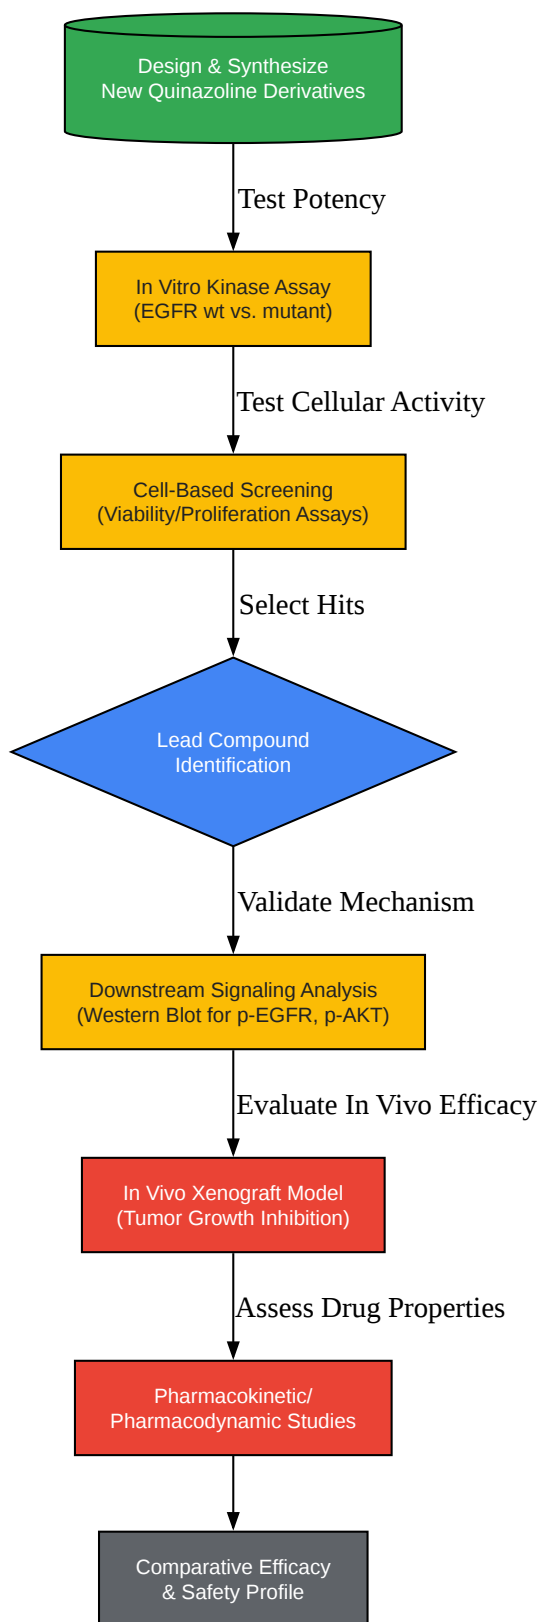 Design & Synthesize
New Quinazoline Derivatives
Test Potency
In Vitro Kinase Assay
(EGFR wt vs. mutant)
Test Cellular Activity
Cell-Based Screening
(Viability/Proliferation Assays)
Select Hits
Lead Compound
Identification
Validate Mechanism
Downstream Signaling Analysis
(Western Blot for p-EGFR, p-AKT)
Evaluate In Vivo Efficacy
In Vivo Xenograft Model
(Tumor Growth Inhibition)
Assess Drug Properties
Pharmacokinetic/
Pharmacodynamic Studies
Comparative Efficacy
& Safety Profile